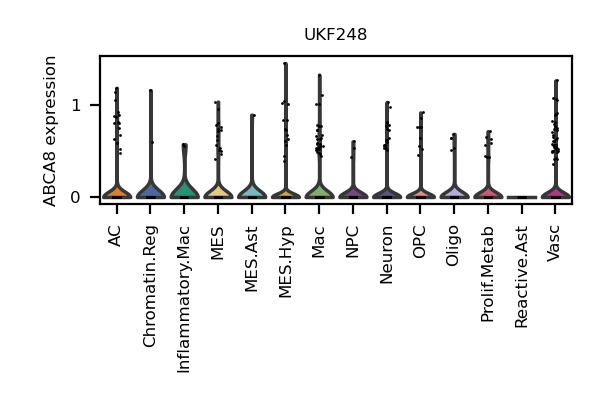 UKF248
ABCA8 expression
1
0
AC
Chromatin.Reg
Inflammatory.Mac
MES
MES.Ast
MES.Hyp
Mac
NPC
Neuron
OPC
Oligo
Prolif.Metab
Reactive.Ast
Vasc